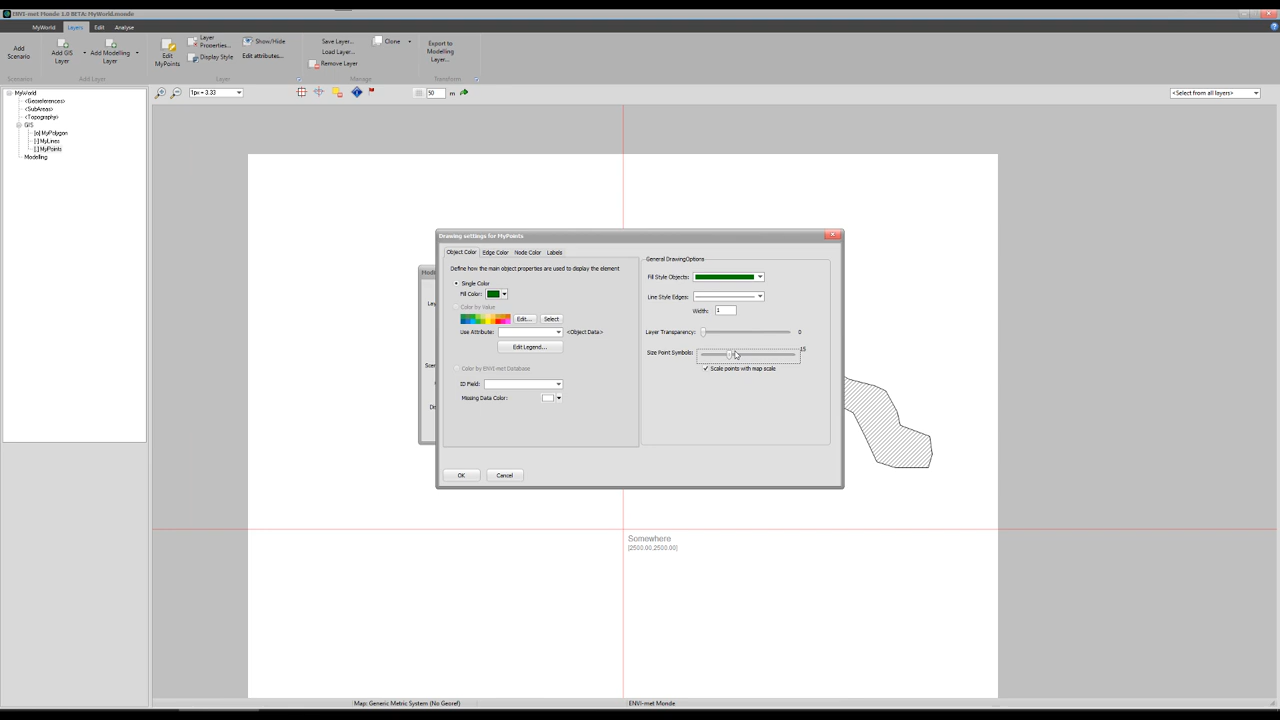 ENVI-met Monde 1.0 BETA: MyWorld.monde
MyWorld Layers Edit Analyse
Add Scenario
Add GIS Layer
Add Modelling Layer
Edit MyPoints
Layer Properties...
Display Style
Show/Hide
Edit attributes...
Save Layer...
Load Layer...
Remove Layer
Clone
Export to Modelling Layer...
Scenarios Add Layer Layer Manage Transform
1px = 3.33
50 m
<Select from all layers>
MyWorld
<Georeferences>
<SubAreas>
<Topography>
GIS
[o] MyPolygon
[-] MyLines
[.] MyPoints
Modeling
Drawing settings for MyPoints
Object Color Edge Color Node Color Labels
Define how the main object properties are used to display the element
Single Color
Fill Color:
Color by Value
Edit... Select
Use Attribute: <Object Data>
Edit Legend...
Color by ENVI-met Database
ID Field:
Missing Data Color:
OK Cancel
General DrawingOptions
Fill Style Objects:
Line Style Edges:
Width: 1
Layer Transparency: 0
Size Point Symbols: 15
Scale points with map scale
Somewhere
[2500.00,2500.00]
Map: Generic Metric System (No Georef)
ENVI-met Monde